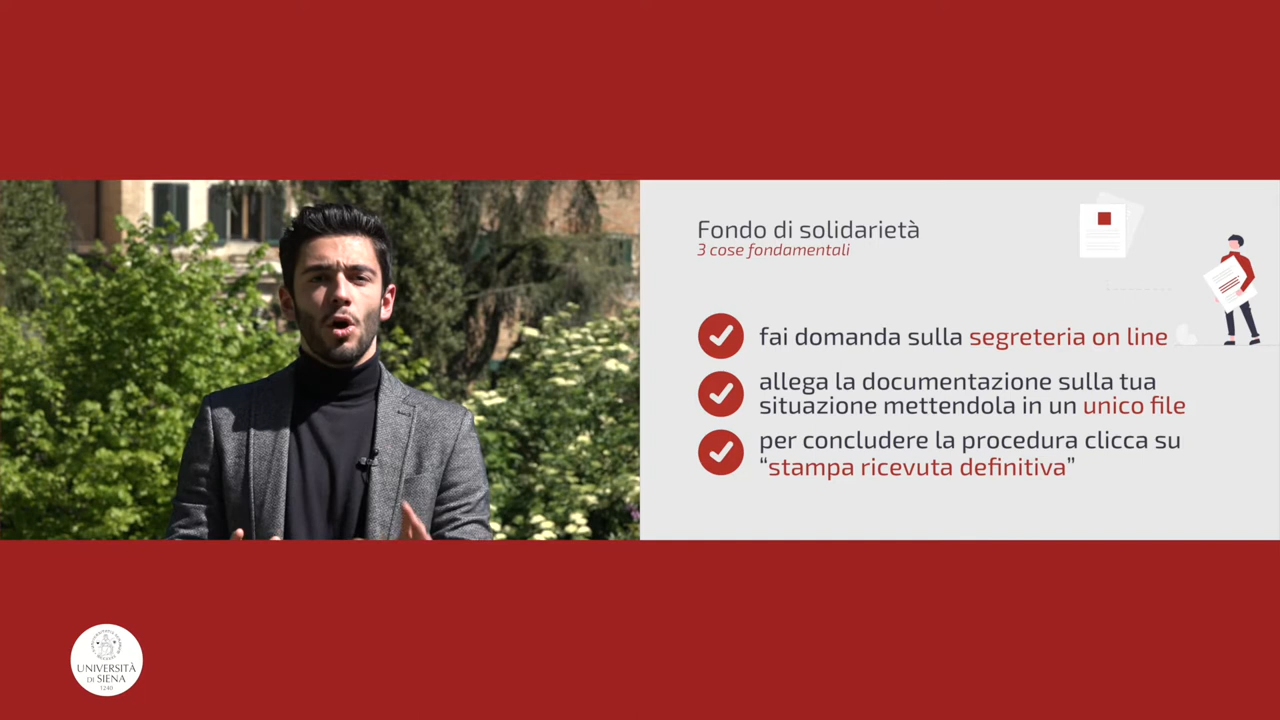 Fondo di solidarietà
3 cose fondamentali
fai domanda sulla segreteria on line
allega la documentazione sulla tua
situazione mettendola in un unico file
per concludere la procedura clicca su
“stampa ricevuta definitiva”
UNIVERSITÀ
DI SIENA
1240